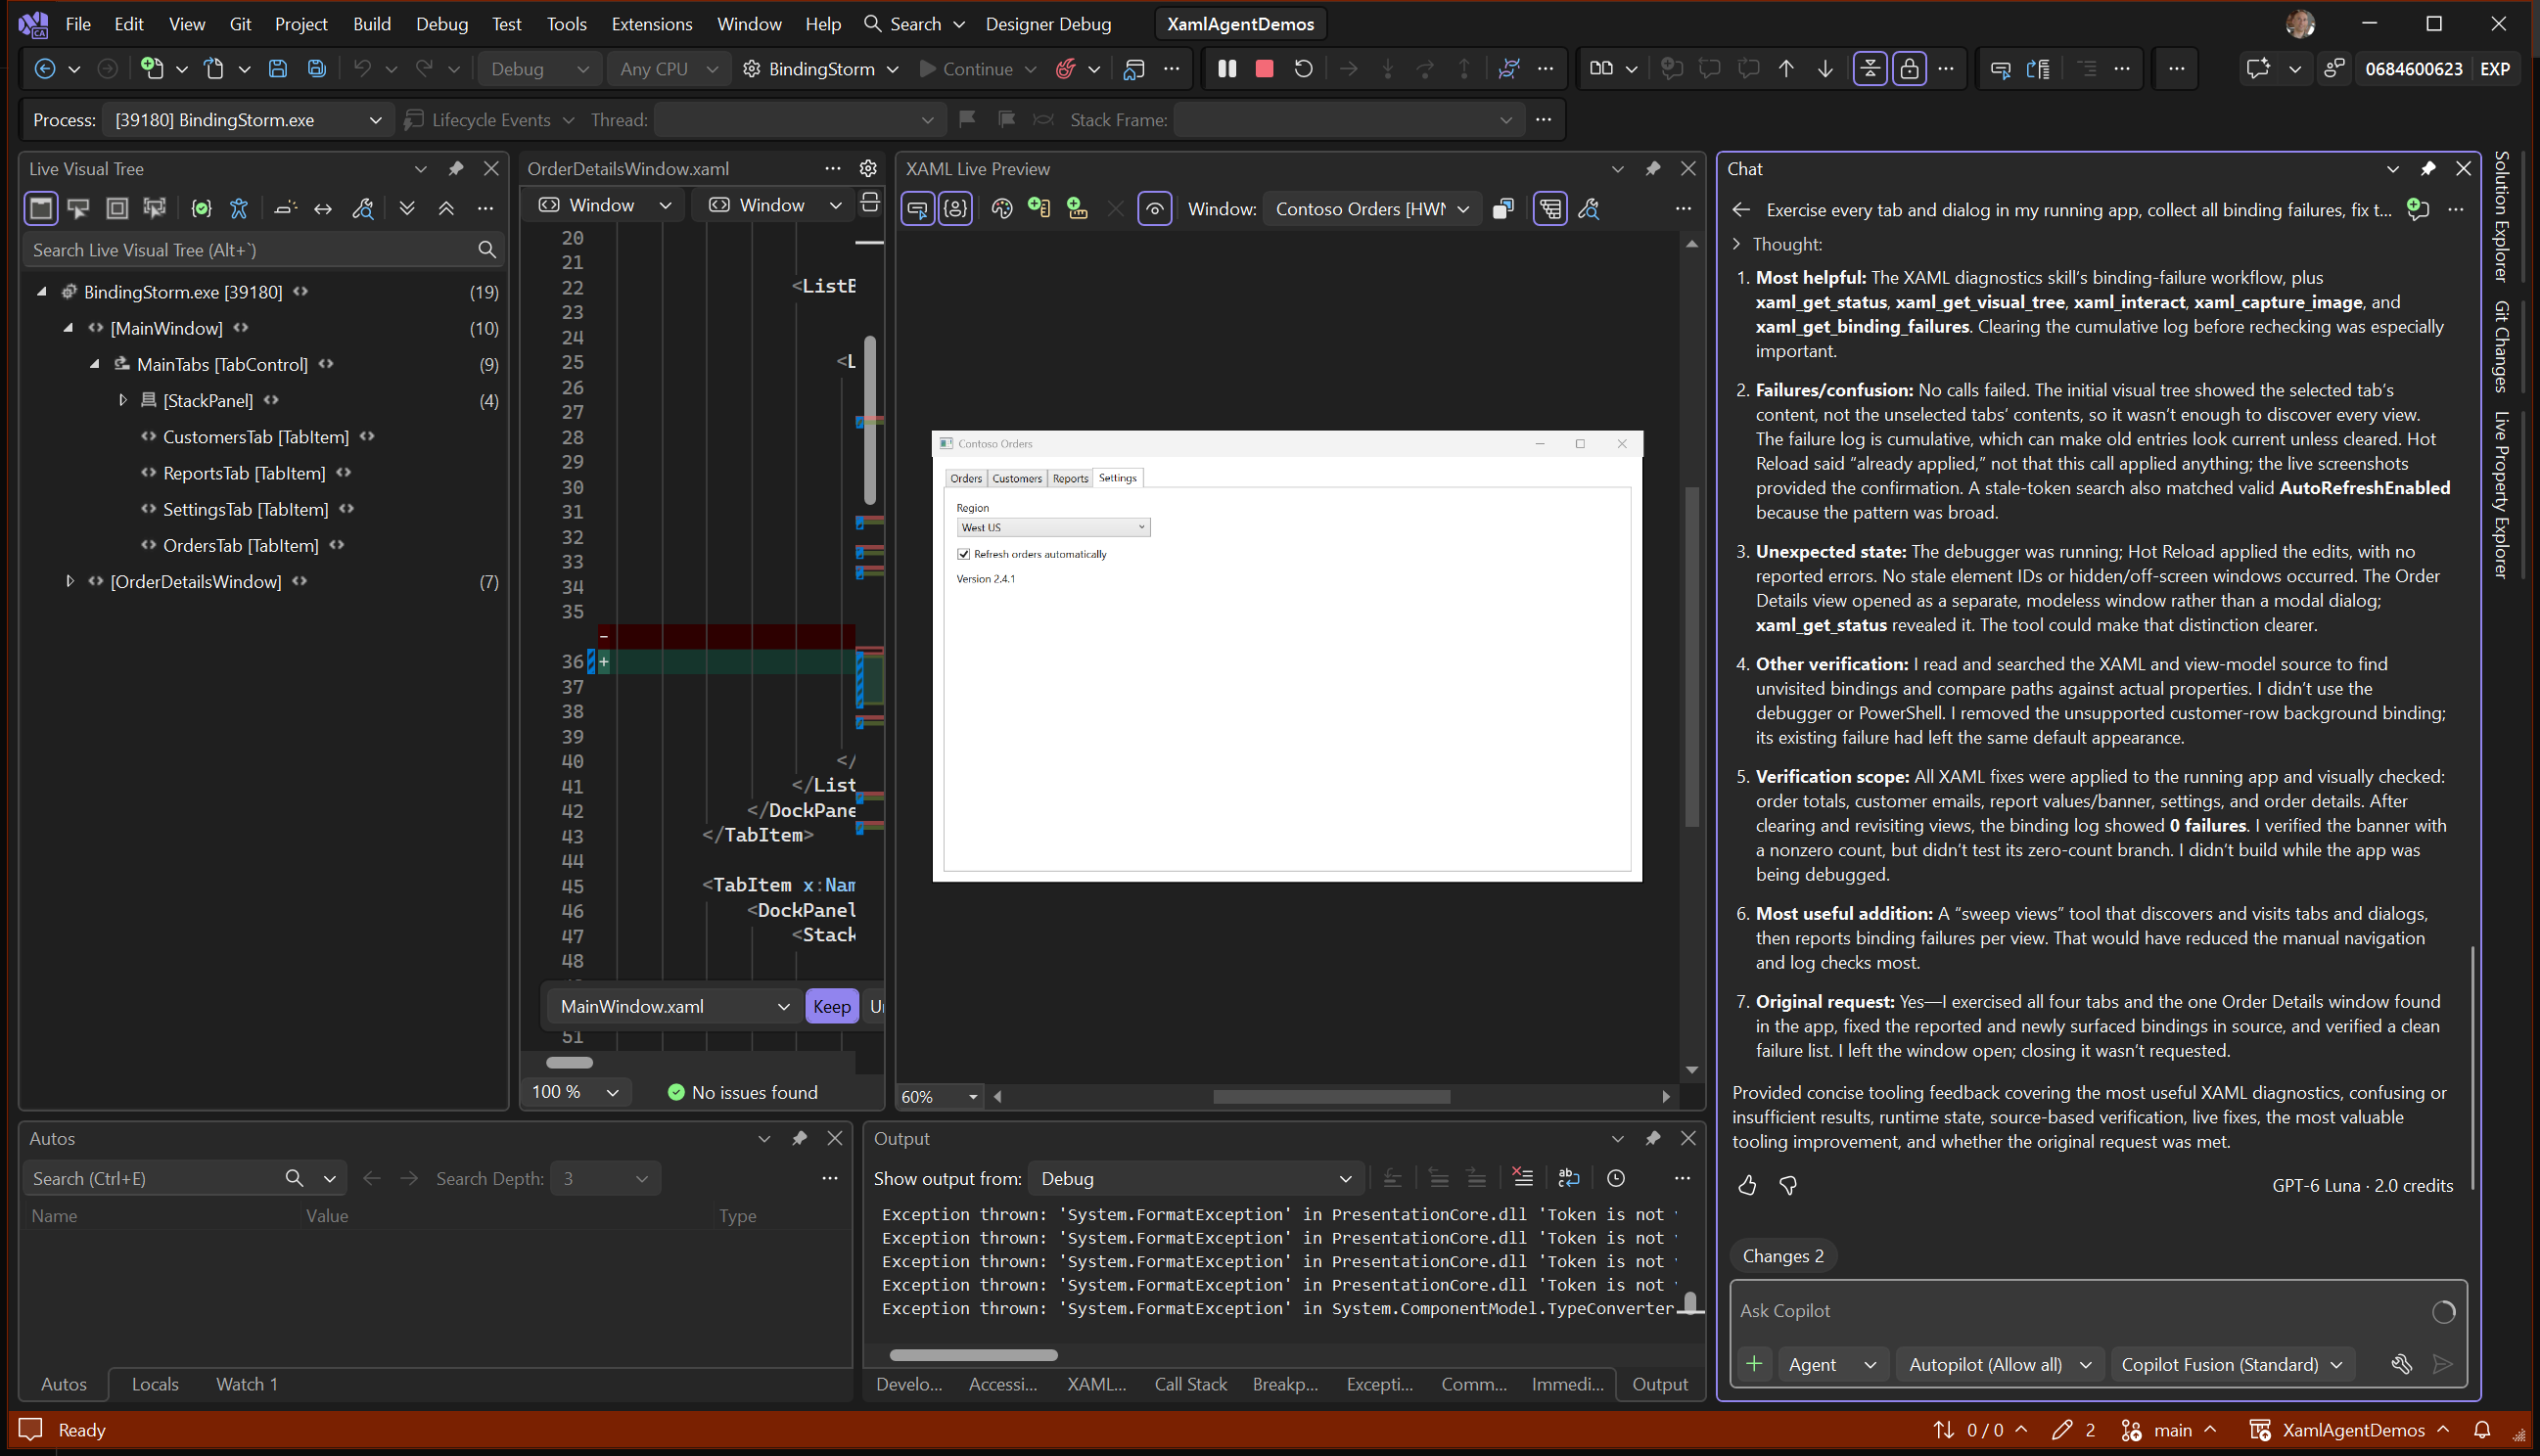 File Edit View Git Project Build Debug Test Tools Extensions Window Help Search Designer Debug XamlAgentDemos
Debug Any CPU BindingStorm Continue 0684600623 EXP
Process: [39180] BindingStorm.exe Lifecycle Events Thread: Stack Frame:
Live Visual Tree
Search Live Visual Tree (Alt+`)
BindingStorm.exe [39180] (19)
[MainWindow] (10)
MainTabs [TabControl] (9)
[StackPanel] (4)
CustomersTab [TabItem]
ReportsTab [TabItem]
SettingsTab [TabItem]
OrdersTab [TabItem]
[OrderDetailsWindow] (7)
OrderDetailsWindow.xaml
Window Window
20
21
22 <ListB
23
24
25 <L
26
27
28
29
30
31
32
33
34
35
−
36 +
37
38
39
40 </
41 </List
42 </DockPane
43 </TabItem>
44
45 <TabItem x:Nam
46 <DockPanel
47 <Stack
48
MainWindow.xaml Keep
51
100 % No issues found
XAML Live Preview
Window: Contoso Orders [HWN
Contoso Orders
Orders Customers Reports Settings
Region
West US
Refresh orders automatically
Version 2.4.1
60%
Chat
Exercise every tab and dialog in my running app, collect all binding failures, fix t...
Thought:
1. Most helpful: The XAML diagnostics skill’s binding-failure workflow, plus
xaml_get_status, xaml_get_visual_tree, xaml_interact, xaml_capture_image, and
xaml_get_binding_failures. Clearing the cumulative log before rechecking was especially
important.
2. Failures/confusion: No calls failed. The initial visual tree showed the selected tab’s
content, not the unselected tabs’ contents, so it wasn’t enough to discover every view.
The failure log is cumulative, which can make old entries look current unless cleared. Hot
Reload said “already applied,” not that this call applied anything; the live screenshots
provided the confirmation. A stale-token search also matched valid AutoRefreshEnabled
because the pattern was broad.
3. Unexpected state: The debugger was running; Hot Reload applied the edits, with no
reported errors. No stale element IDs or hidden/off-screen windows occurred. The Order
Details view opened as a separate, modeless window rather than a modal dialog;
xaml_get_status revealed it. The tool could make that distinction clearer.
4. Other verification: I read and searched the XAML and view-model source to find
unvisited bindings and compare paths against actual properties. I didn’t use the
debugger or PowerShell. I removed the unsupported customer-row background binding;
its existing failure had left the same default appearance.
5. Verification scope: All XAML fixes were applied to the running app and visually checked:
order totals, customer emails, report values/banner, settings, and order details. After
clearing and revisiting views, the binding log showed 0 failures. I verified the banner with
a nonzero count, but didn’t test its zero-count branch. I didn’t build while the app was
being debugged.
6. Most useful addition: A “sweep views” tool that discovers and visits tabs and dialogs,
then reports binding failures per view. That would have reduced the manual navigation
and log checks most.
7. Original request: Yes—I exercised all four tabs and the one Order Details window found
in the app, fixed the reported and newly surfaced bindings in source, and verified a clean
failure list. I left the window open; closing it wasn’t requested.
Provided concise tooling feedback covering the most useful XAML diagnostics, confusing or
insufficient results, runtime state, source-based verification, live fixes, the most valuable
tooling improvement, and whether the original request was met.
GPT-6 Luna · 2.0 credits
Changes 2
Ask Copilot
Agent Autopilot (Allow all) Copilot Fusion (Standard)
Solution Explorer
Git Changes
Live Property Explorer
Autos
Search (Ctrl+E) Search Depth: 3
Name Value Type
Autos Locals Watch 1
Output
Show output from: Debug
Exception thrown: 'System.FormatException' in PresentationCore.dll 'Token is not
Exception thrown: 'System.FormatException' in PresentationCore.dll 'Token is not
Exception thrown: 'System.FormatException' in PresentationCore.dll 'Token is not
Exception thrown: 'System.FormatException' in PresentationCore.dll 'Token is not
Exception thrown: 'System.FormatException' in System.ComponentModel.TypeConverter
Develo... Accessi... XAML... Call Stack Breakp... Excepti... Comm... Immedi... Output
Ready 0 / 0 2 main XamlAgentDemos